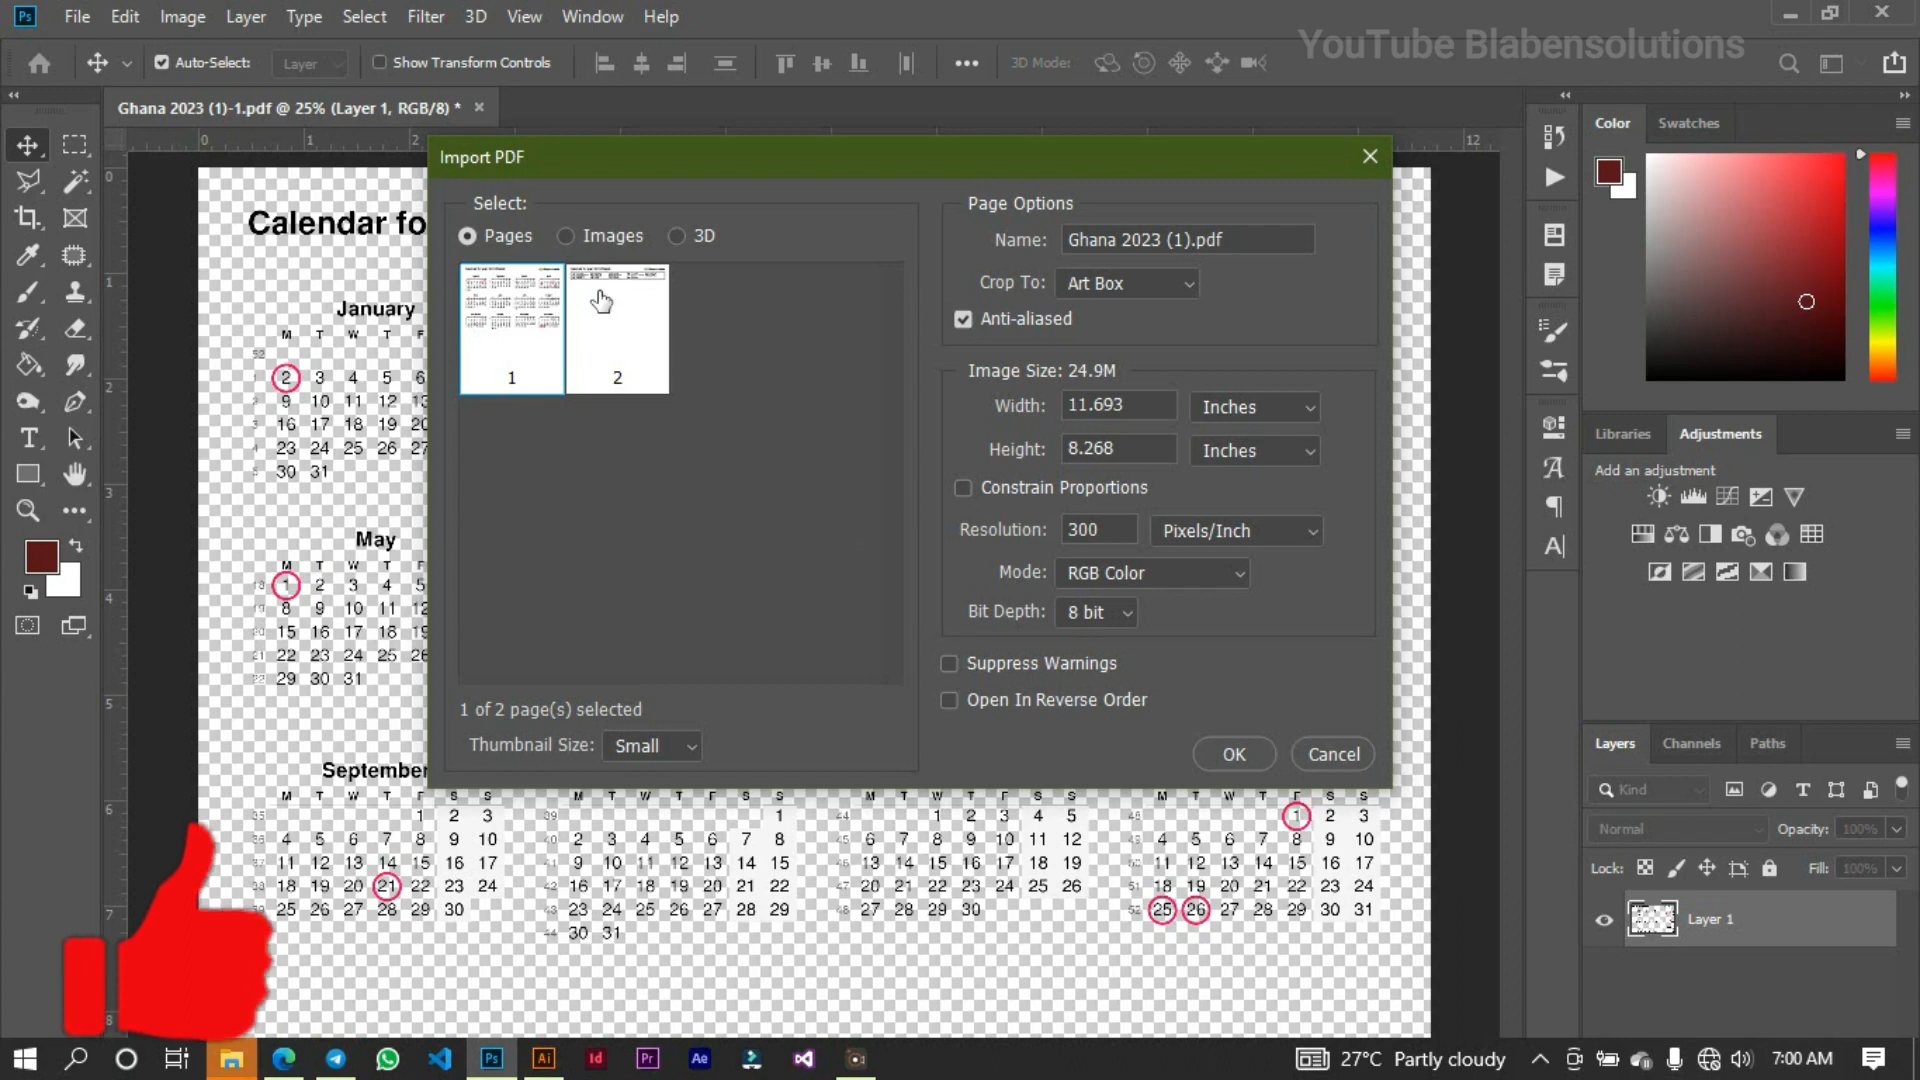 File Edit Image Layer Type Select Filter 3D View Window Help
YouTube Blabensolutions
Auto-Select: Layer Show Transform Controls 3D Mode:
Ghana 2023 (1)-1.pdf @ 25% (Layer 1, RGB/8) *
0 1 2 12
Import PDF
Select:
Pages Images 3D
1 2
1 of 2 page(s) selected
Thumbnail Size: Small
Page Options
Name: Ghana 2023 (1).pdf
Crop To: Art Box
Anti-aliased
Image Size: 24.9M
Width: 11.693 Inches
Height: 8.268 Inches
Constrain Proportions
Resolution: 300 Pixels/Inch
Mode: RGB Color
Bit Depth: 8 bit
Suppress Warnings
Open In Reverse Order
OK Cancel
Calendar fo
January
M T W T F
2 3 4 5 6
9 10 11 12
16 17 18 19 20
23 24 25 26 27
30 31
May
M T W T F
1 2 3 4 5
8 9 10 11 12
15 16 17 18
22 23 24 25 26
29 30 31
September
M T W T F S S
1 2 3
4 5 6 7 8 9 10
11 12 13 14 15 16 17
18 19 20 21 22 23 24
25 26 27 28 29 30
M T W T F S S
1
2 3 4 5 6 7 8
9 10 11 12 13 14 15
16 17 18 19 20 21 22
23 24 25 26 27 28 29
30 31
M T W T F S S
1 2 3 4 5
6 7 8 9 10 11 12
13 14 15 16 17 18 19
20 21 22 23 24 25 26
27 28 29 30
M T W T F S S
1 2 3
4 5 6 7 8 9 10
11 12 13 14 15 16 17
18 19 20 21 22 23 24
25 26 27 28 29 30 31
Color Swatches
Libraries Adjustments
Add an adjustment
Layers Channels Paths
Kind
Normal Opacity: 100%
Lock: Fill: 100%
Layer 1
27°C Partly cloudy 7:00 AM